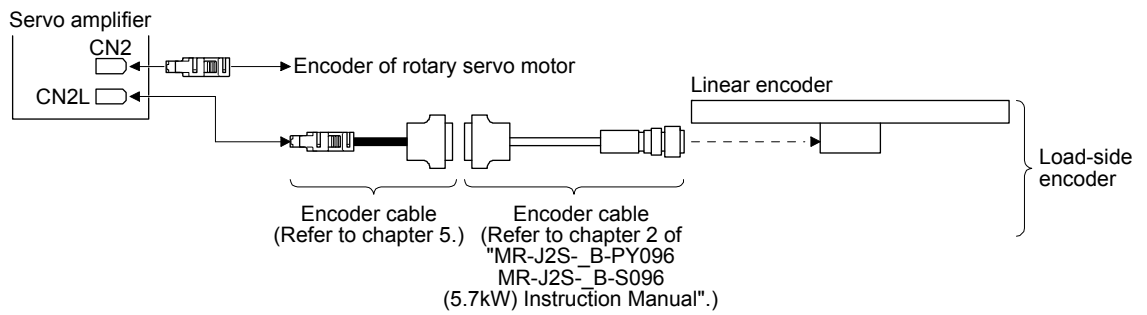 Servo amplifier
CN2
Encoder of rotary servo motor
CN2L
Linear encoder
Load-side
encoder
Encoder cable
(Refer to chapter 5.)
Encoder cable
(Refer to chapter 2 of
"MR-J2S-_B-PY096
MR-J2S-_B-S096
(5.7kW) Instruction Manual".)